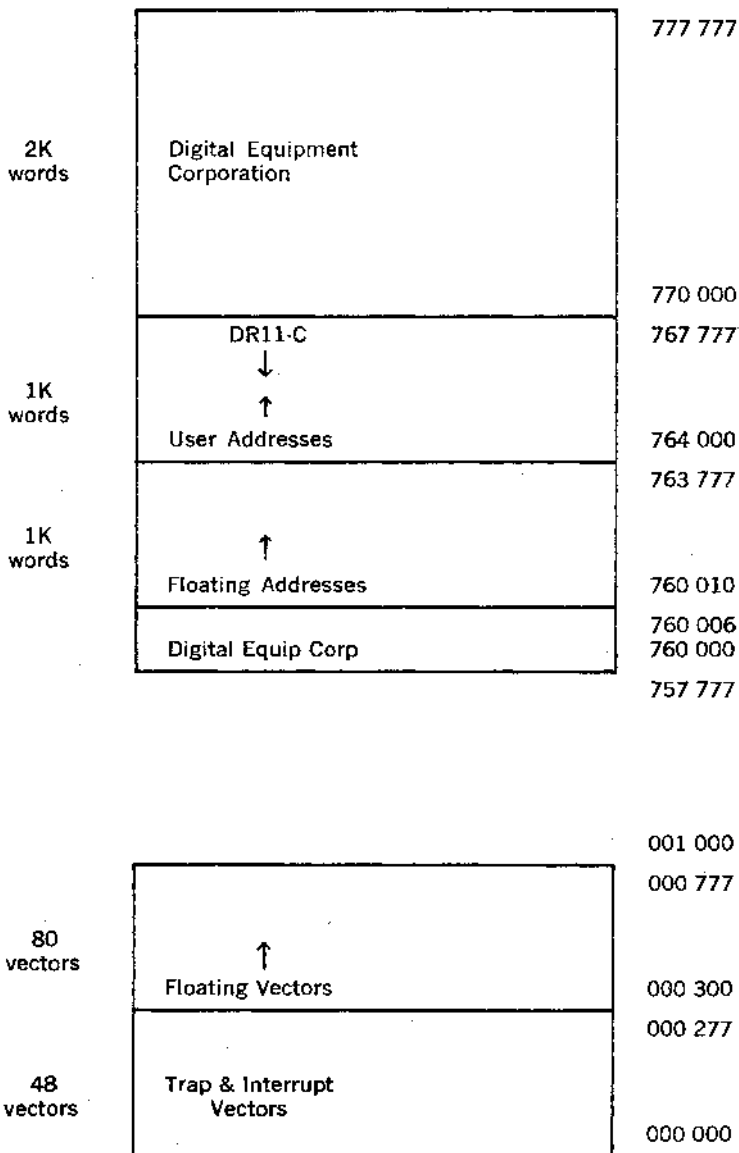 777 777
2K
words
Digital Equipment
Corporation
770 000
DR11-C
767 777
↓
1K
words
↑
User Addresses
764 000
763 777
1K
words
↑
Floating Addresses
760 010
760 006
Digital Equip Corp
760 000
757 777
001 000
000 777
80
vectors
↑
Floating Vectors
000 300
000 277
48
vectors
Trap & Interrupt
Vectors
000 000